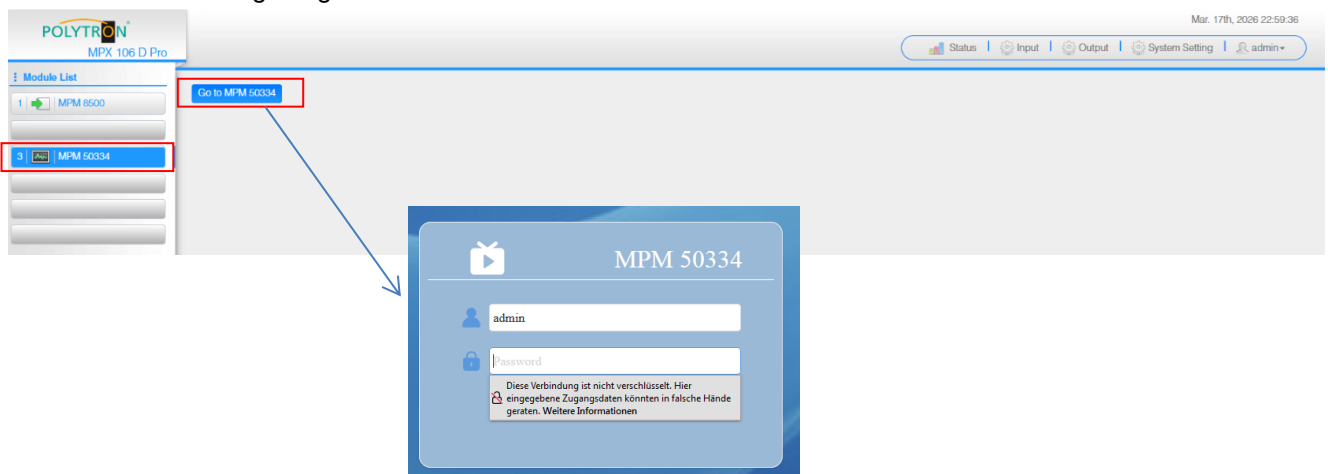 POLYTRON
MPX 106 D Pro
Mar. 17th, 2026 22:59:36
Status | Input | Output | System Setting | admin
Module List
1 | MPM 8500
Go to MPM 50334
3 | MPM 50334
MPM 50334
admin
Password
Diese Verbindung ist nicht verschlüsselt. Hier
eingegebene Zugangsdaten könnten in falsche Hände
geraten. Weitere Informationen